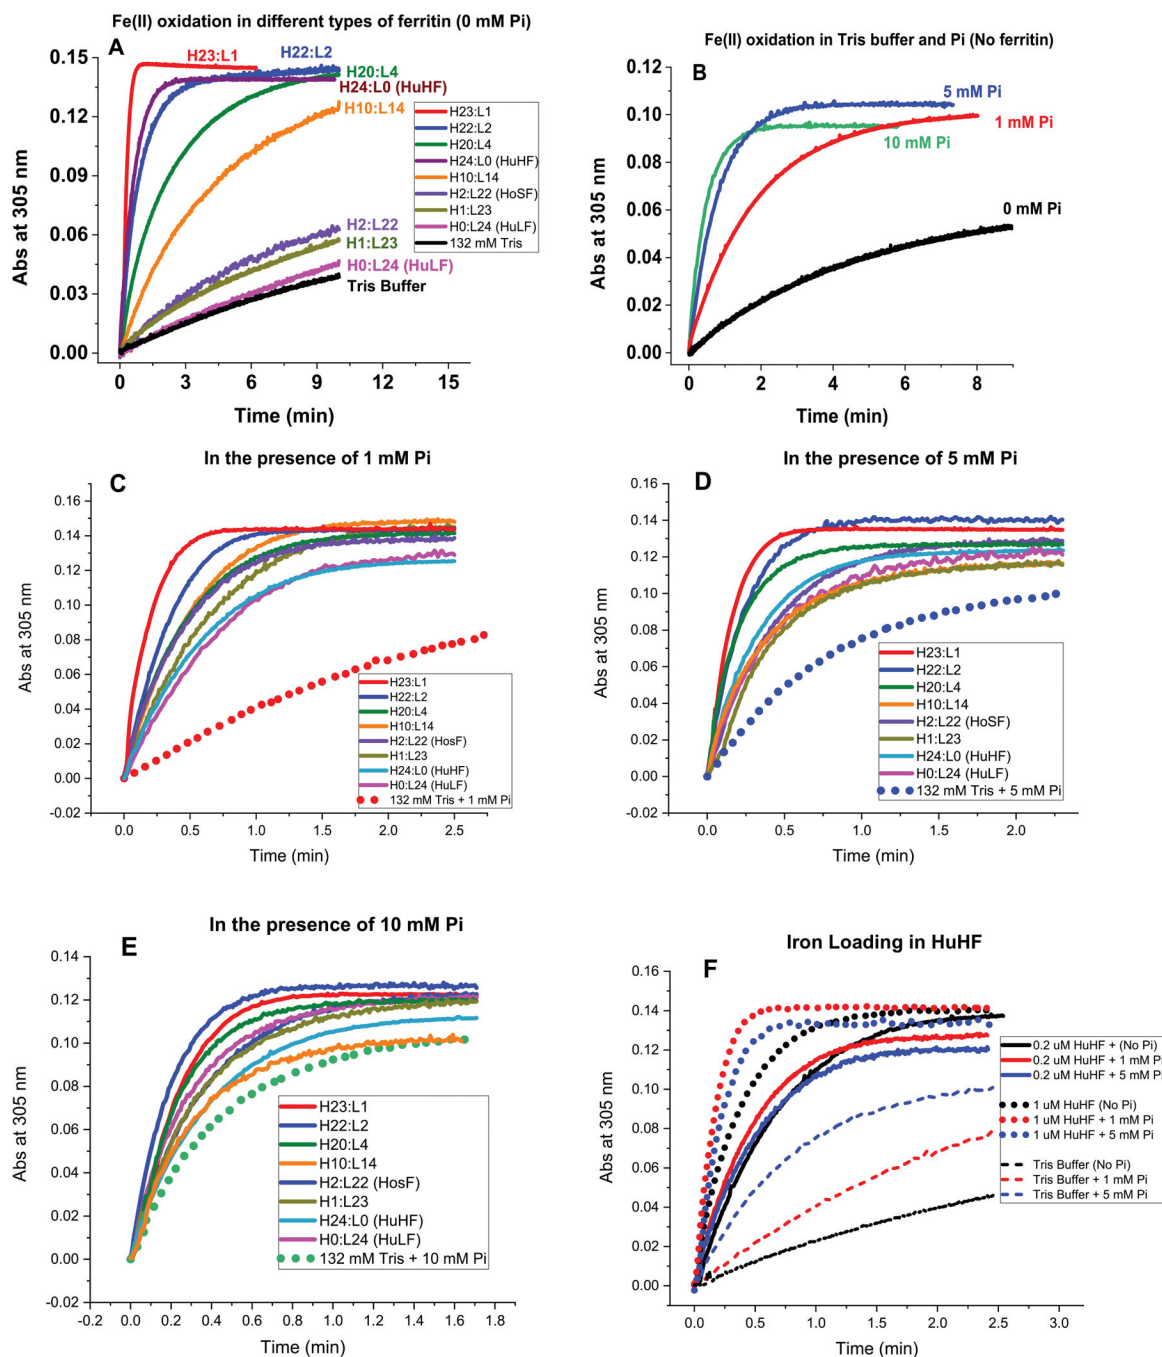 Fe(II) oxidation in different types of ferritin (0 mM Pi)
A
H23:L1
H22:L2
H20:L4
H24:L0 (HuHF)
H10:L14
H2:L22
H1:L23
H0:L24 (HuLF)
Tris Buffer
H23:L1
H22:L2
H20:L4
H24:L0 (HuHF)
H10:L14
H2:L22 (HoSF)
H1:L23
H0:L24 (HuLF)
132 mM Tris
0.15
0.12
0.09
0.06
0.03
0.00
Abs at 305 nm
0 3 6 9 12 15
Time (min)
Fe(II) oxidation in Tris buffer and Pi (No ferritin)
B
5 mM Pi
1 mM Pi
10 mM Pi
0 mM Pi
0.12
0.10
0.08
0.06
0.04
0.02
0.00
Abs at 305 nm
0 2 4 6 8
Time (min)
In the presence of 1 mM Pi
C
0.16
0.14
0.12
0.10
0.08
0.06
0.04
0.02
0.00
-0.02
Abs at 305 nm
H23:L1
H22:L2
H20:L4
H10:L14
H2:L22 (HosF)
H1:L23
H24:L0 (HuHF)
H0:L24 (HuLF)
132 mM Tris + 1 mM Pi
0.0 0.5 1.0 1.5 2.0 2.5
Time (min)
In the presence of 5 mM Pi
D
0.16
0.14
0.12
0.10
0.08
0.06
0.04
0.02
0.00
-0.02
Abs at 305 nm
H23:L1
H22:L2
H20:L4
H10:L14
H2:L22 (HoSF)
H1:L23
H24:L0 (HuHF)
H0:L24 (HuLF)
132 mM Tris + 5 mM Pi
0.0 0.5 1.0 1.5 2.0
Time (min)
In the presence of 10 mM Pi
E
0.14
0.12
0.10
0.08
0.06
0.04
0.02
0.00
-0.02
Abs at 305 nm
H23:L1
H22:L2
H20:L4
H10:L14
H2:L22 (HosF)
H1:L23
H24:L0 (HuHF)
H0:L24 (HuLF)
132 mM Tris + 10 mM Pi
-0.2 0.0 0.2 0.4 0.6 0.8 1.0 1.2 1.4 1.6 1.8
Time (min)
Iron Loading in HuHF
F
0.16
0.14
0.12
0.10
0.08
0.06
0.04
0.02
0.00
Abs at 305 nm
0.2 uM HuHF + (No Pi)
0.2 uM HuHF + 1 mM Pi
0.2 uM HuHF + 5 mM Pi
1 uM HuHF (No Pi)
1 uM HuHF + 1 mM Pi
1 uM HuHF + 5 mM Pi
Tris Buffer (No Pi)
Tris Buffer + 1 mM Pi
Tris Buffer + 5 mM Pi
0.0 0.5 1.0 1.5 2.0 2.5 3.0
Time (min)